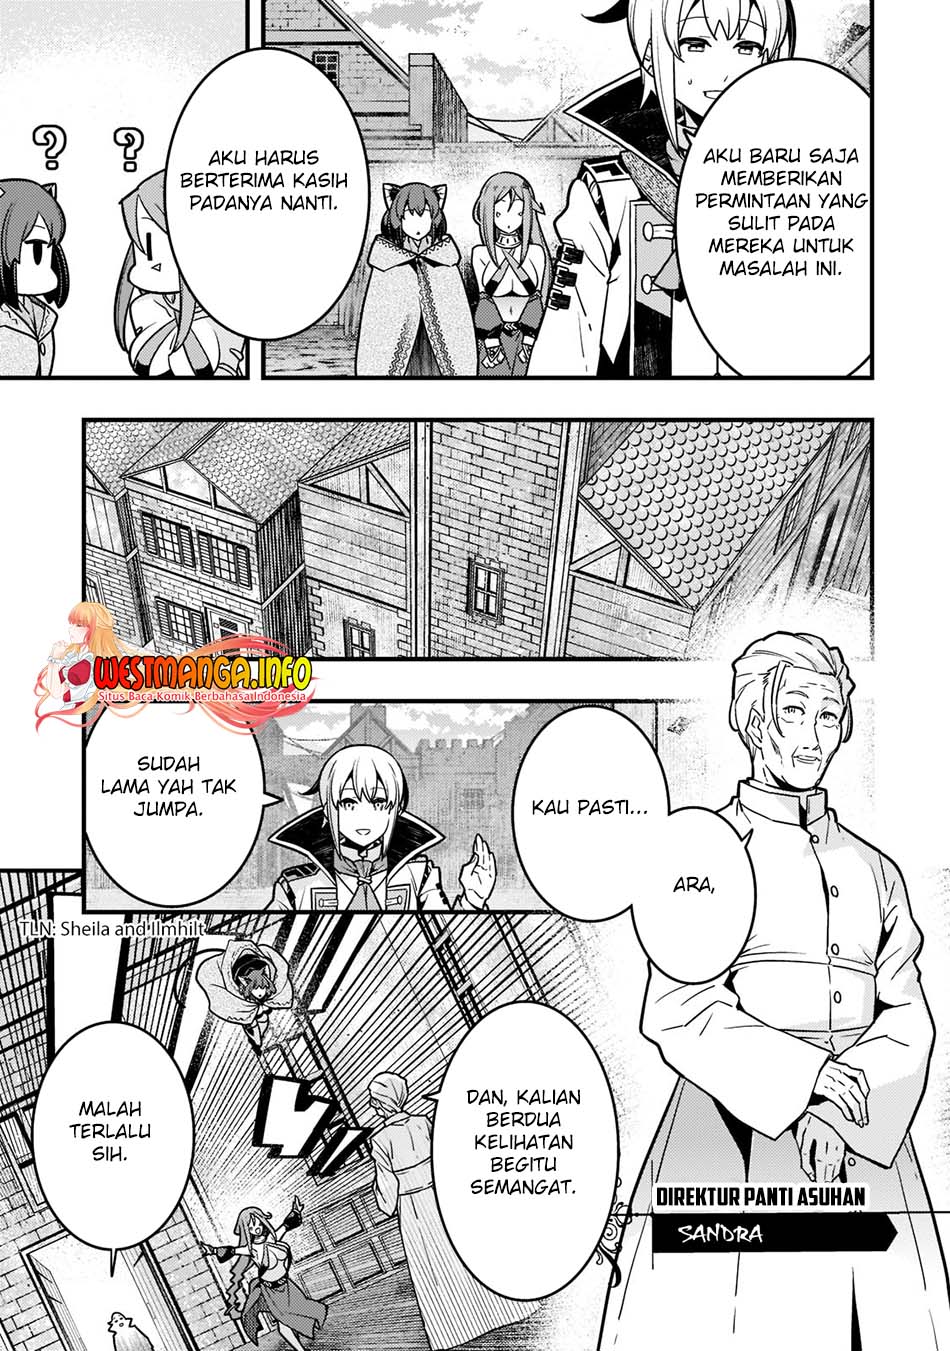 AKU BARU SAJA
MEMBERIKAN
PERMINTAAN YANG
SULIT PADA
MEREKA UNTUK
MASALAH INI.
AKU HARUS
BERTERIMA KASIH
PADANYA NANTI.
?
?
WESTMANGA.INFO
Situs Baca Komik Berbahasa Indonesia
ARA,
KAU PASTI...
SUDAH
LAMA YAH TAK
JUMPA.
DIREKTUR PANTI ASUHAN
SANDRA
TLN: Sheila and Ilmhilt
DAN, KALIAN
BERDUA
KELIHATAN
BEGITU
SEMANGAT.
MALAH
TERLALU
SIH.